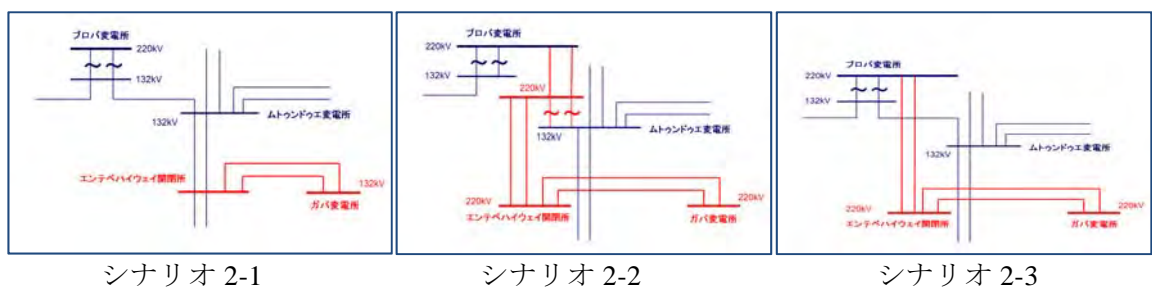 ブロバ変電所
220kV
132kV
132kV
ムトゥンドゥエ変電所
エンテベハイウェイ開閉所
132kV
ガバ変電所
シナリオ 2-1
ブロバ変電所
220kV
132kV
220kV
132kV
ムトゥンドゥエ変電所
220kV
エンテベハイウェイ開閉所
220kV
ガバ変電所
シナリオ 2-2
ブロバ変電所
220kV
132kV
132kV
ムトゥンドゥエ変電所
220kV
エンテベハイウェイ開閉所
220kV
ガバ変電所
シナリオ 2-3